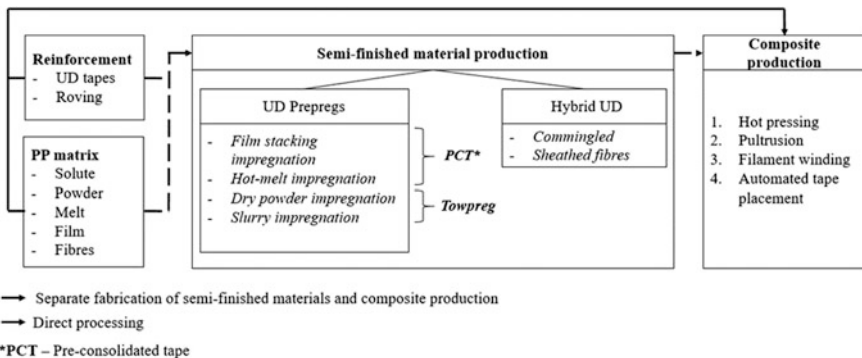 Reinforcement
- UD tapes
- Roving
PP matrix
- Solute
- Powder
- Melt
- Film
- Fibres
Semi-finished material production
UD Prepregs
- Film stacking
impregnation
- Hot-melt impregnation
- Dry powder impregnation
- Slurry impregnation
PCT*
Towpreg
Hybrid UD
- Commingled
- Sheathed fibres
Composite
production
1. Hot pressing
2. Pultrusion
3. Filament winding
4. Automated tape
placement
Separate fabrication of semi-finished materials and composite production
Direct processing
*PCT – Pre-consolidated tape